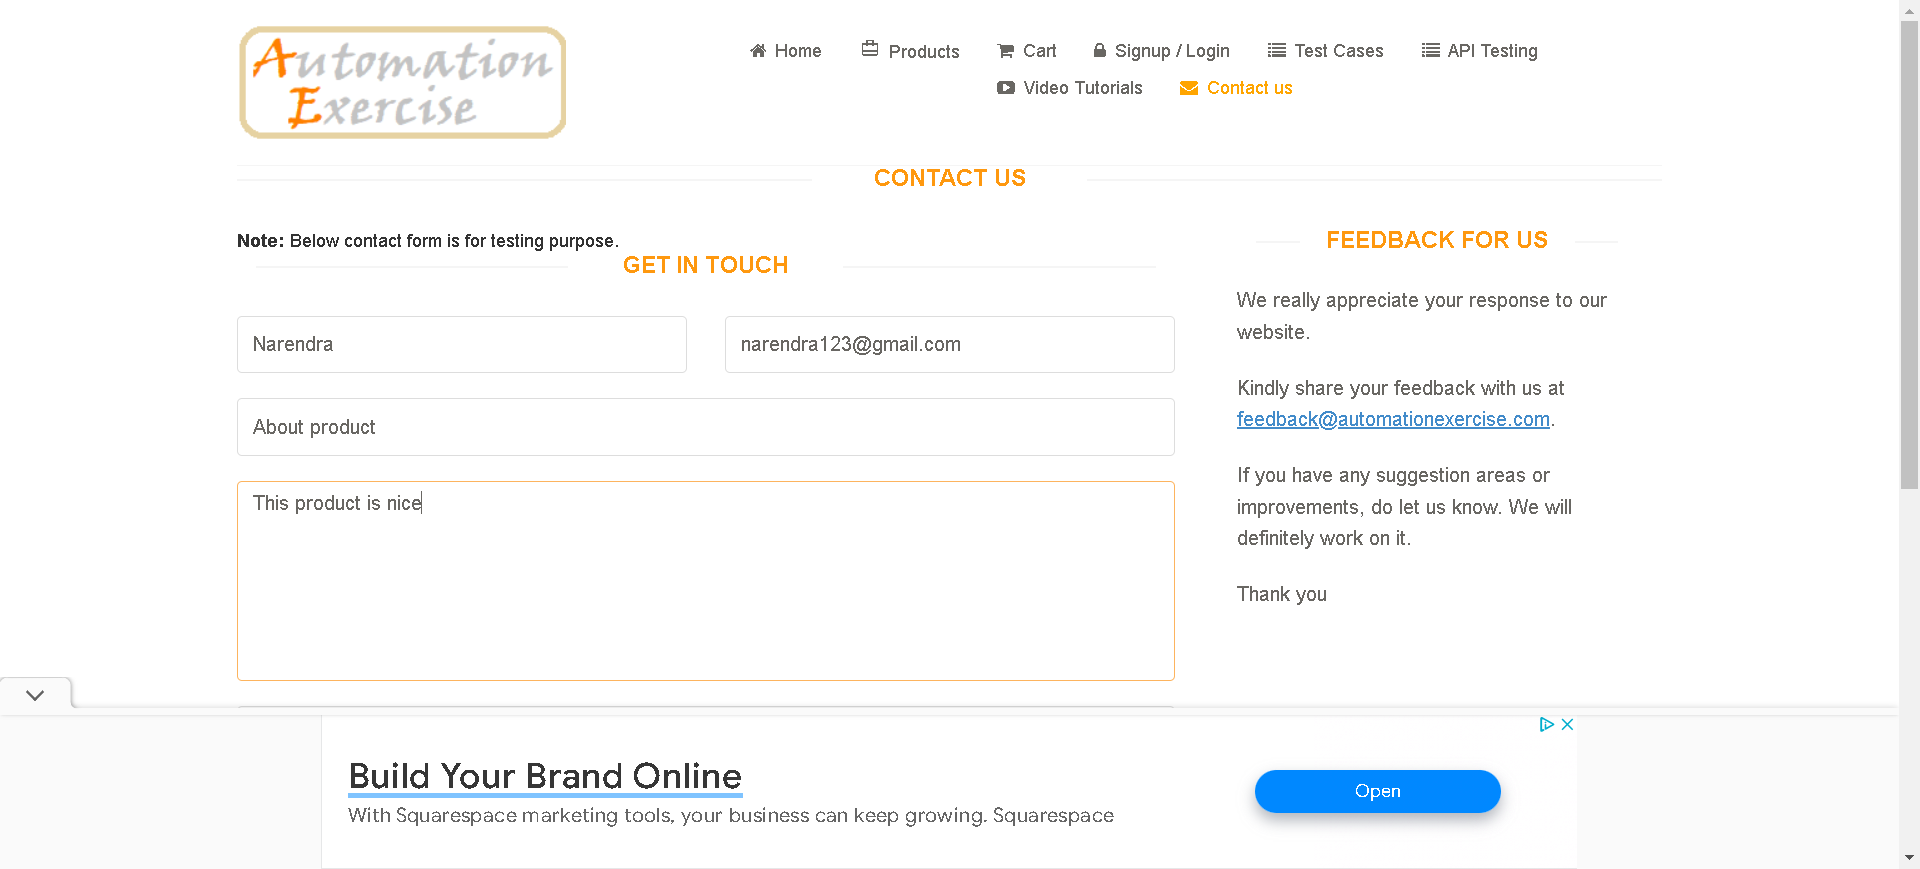 Automation
Exercise
Home
Products
Cart
Signup / Login
Test Cases
API Testing
Video Tutorials
Contact us
CONTACT US
Note: Below contact form is for testing purpose.
GET IN TOUCH
Narendra
narendra123@gmail.com
About product
This product is nice
FEEDBACK FOR US
We really appreciate your response to our
website.
Kindly share your feedback with us at
feedback@automationexercise.com.
If you have any suggestion areas or
improvements, do let us know. We will
definitely work on it.
Thank you
Build Your Brand Online
With Squarespace marketing tools, your business can keep growing. Squarespace
Open